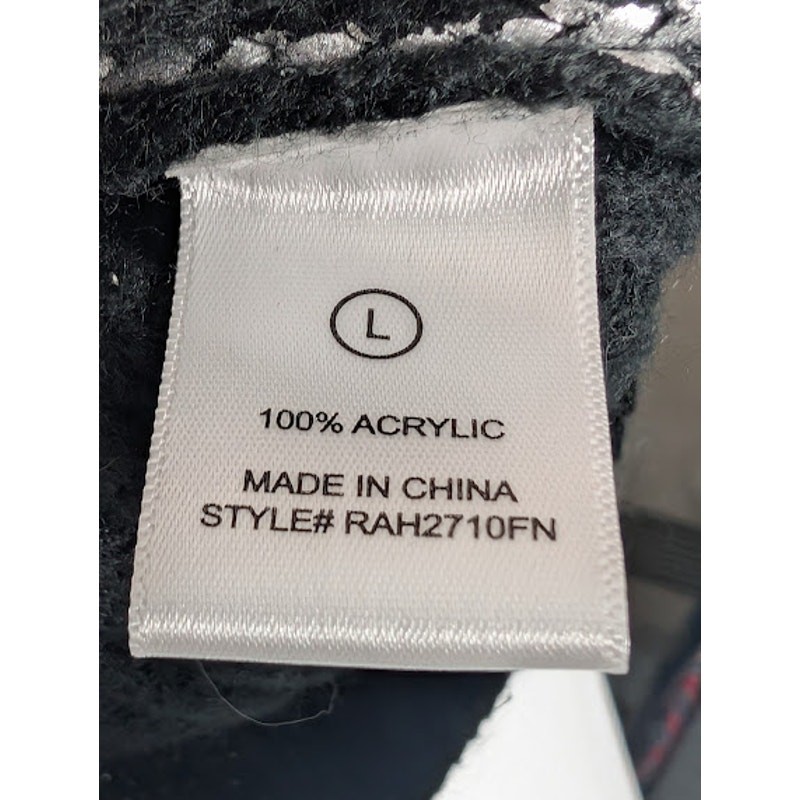 L
100% ACRYLIC
MADE IN CHINA
STYLE# RAH2710FN